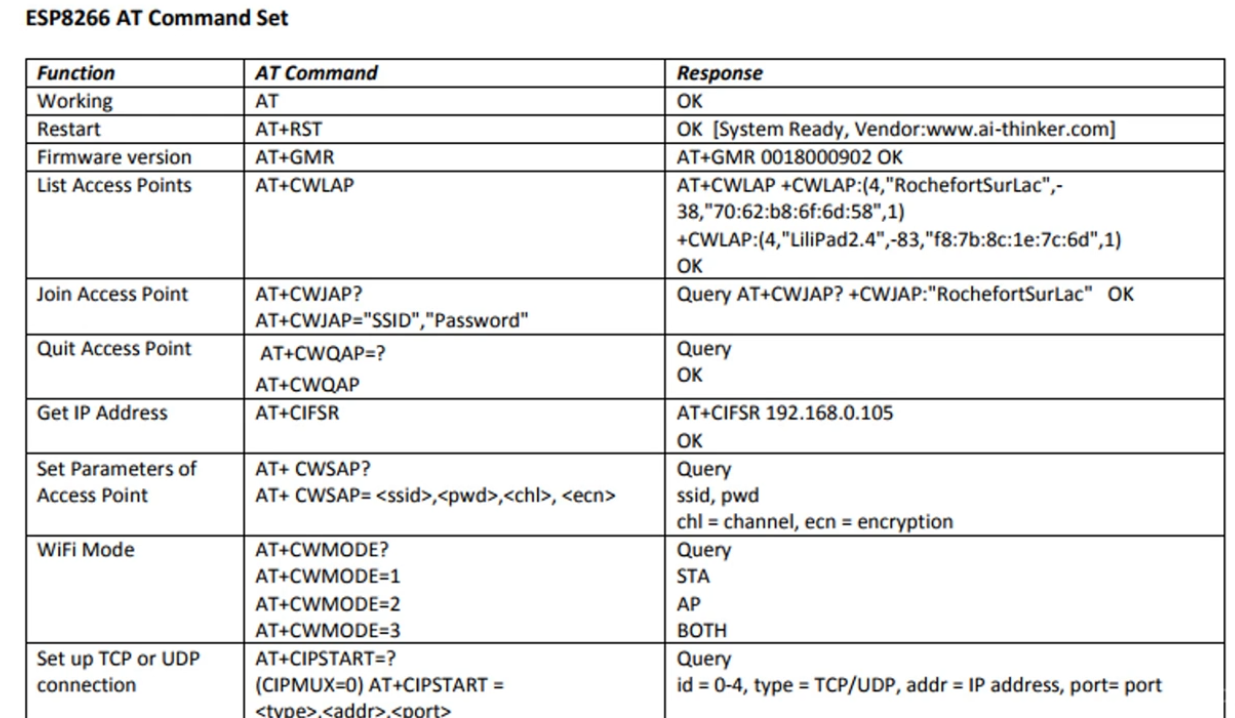 ESP8266 AT Command Set
Function AT Command Response
Working AT OK
Restart AT+RST OK [System Ready, Vendor:www.ai-thinker.com]
Firmware version AT+GMR AT+GMR 0018000902 OK
List Access Points AT+CWLAP AT+CWLAP +CWLAP:(4,"RochefortSurLac",-
38,"70:62:b8:6f:6d:58",1)
+CWLAP:(4,"LiliPad2.4",-83,"f8:7b:8c:1e:7c:6d",1)
OK
Join Access Point AT+CWJAP? Query AT+CWJAP? +CWJAP:"RochefortSurLac" OK
AT+CWJAP="SSID","Password"
Quit Access Point AT+CWQAP=? Query
AT+CWQAP OK
Get IP Address AT+CIFSR AT+CIFSR 192.168.0.105
OK
Set Parameters of AT+ CWSAP? Query
Access Point AT+ CWSAP= <ssid>,<pwd>,<chl>, <ecn> ssid, pwd
chl = channel, ecn = encryption
WiFi Mode AT+CWMODE? Query
AT+CWMODE=1 STA
AT+CWMODE=2 AP
AT+CWMODE=3 BOTH
Set up TCP or UDP AT+CIPSTART=? Query
connection (CIPMUX=0) AT+CIPSTART = id = 0-4, type = TCP/UDP, addr = IP address, port= port
<type>,<addr>,<port>